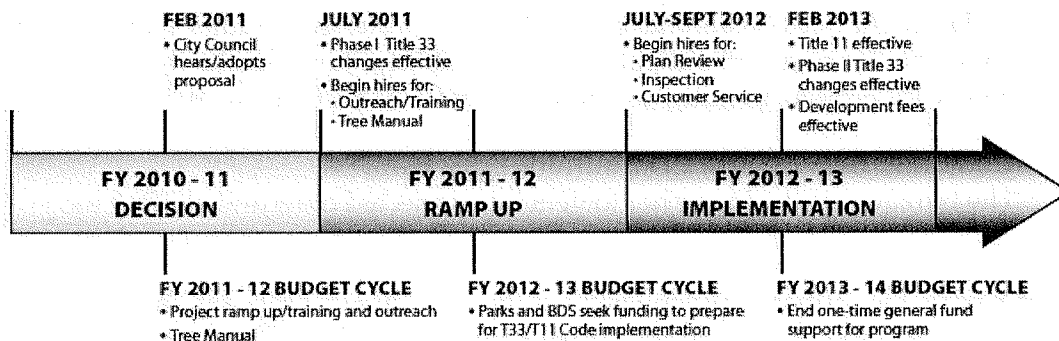 FEB 2011
• City Council
hears/adopts
proposal
JULY 2011
• Phase I Title 33
changes effective
• Begin hires for:
• Outreach/Training
• Tree Manual
JULY-SEPT 2012
• Begin hires for:
• Plan Review
• Inspection
• Customer Service
FEB 2013
• Title 11 effective
• Phase II Title 33
changes effective
• Development fees
effective
FY 2010 - 11
DECISION
FY 2011 - 12
RAMP UP
FY 2012 - 13
IMPLEMENTATION
FY 2011 - 12 BUDGET CYCLE
• Project ramp up/training and outreach
• Tree Manual
FY 2012 - 13 BUDGET CYCLE
• Parks and BDS seek funding to prepare
for T33/T11 Code implementation
FY 2013 - 14 BUDGET CYCLE
• End one-time general fund
support for program